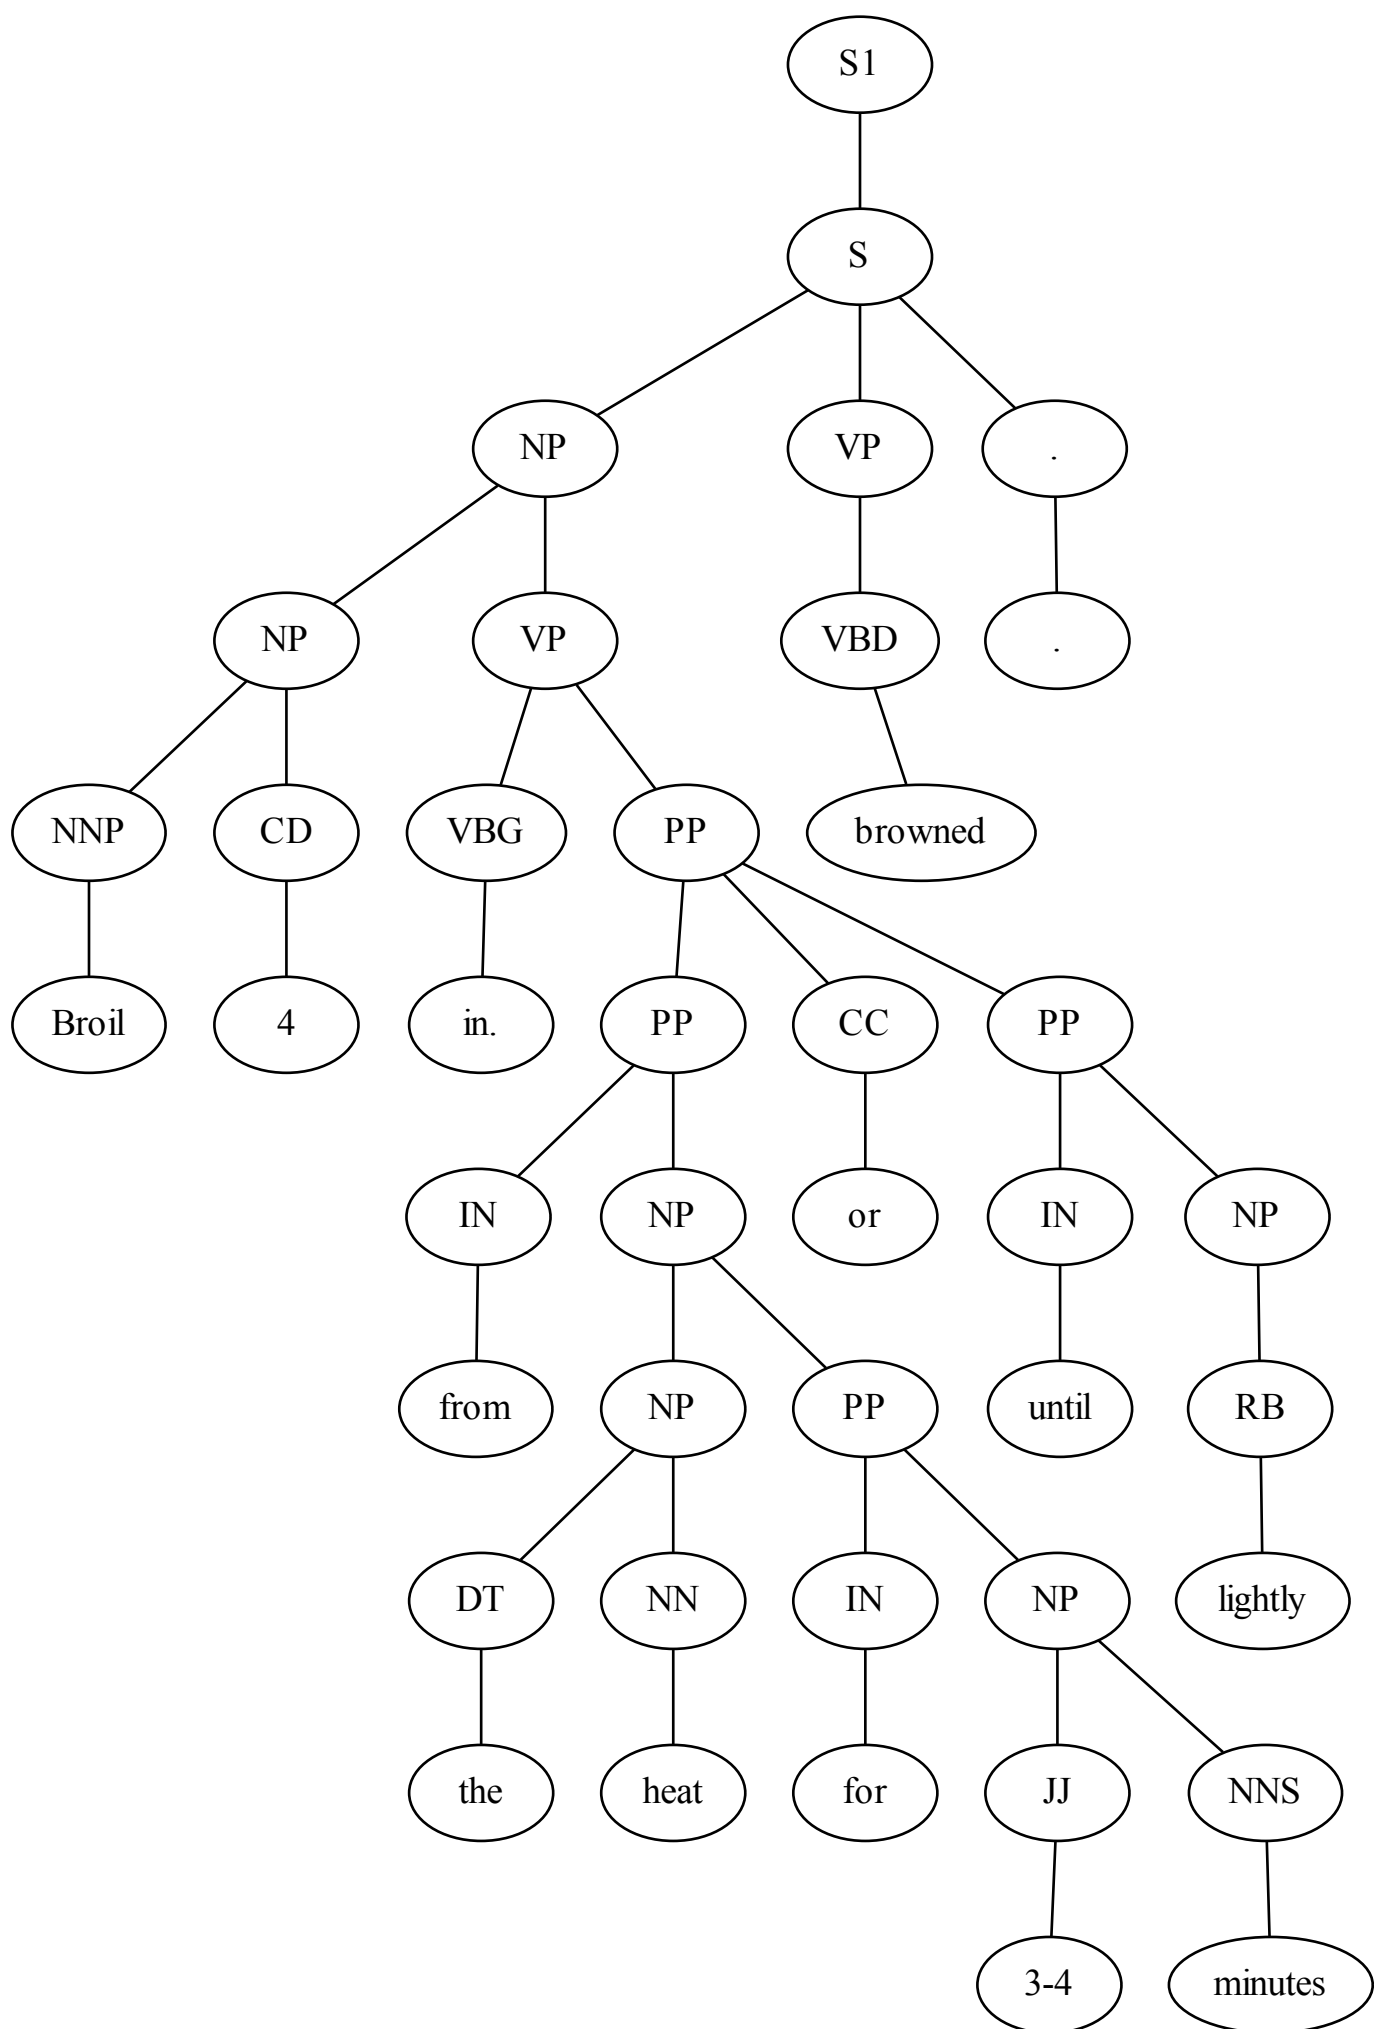 S1
S
NP VP .
NP VP VBD .
NNP CD VBG PP browned
Broil 4 in. PP CC PP
IN NP or IN NP
from NP PP until RB
DT NN IN NP lightly
the heat for JJ NNS
3-4 minutes